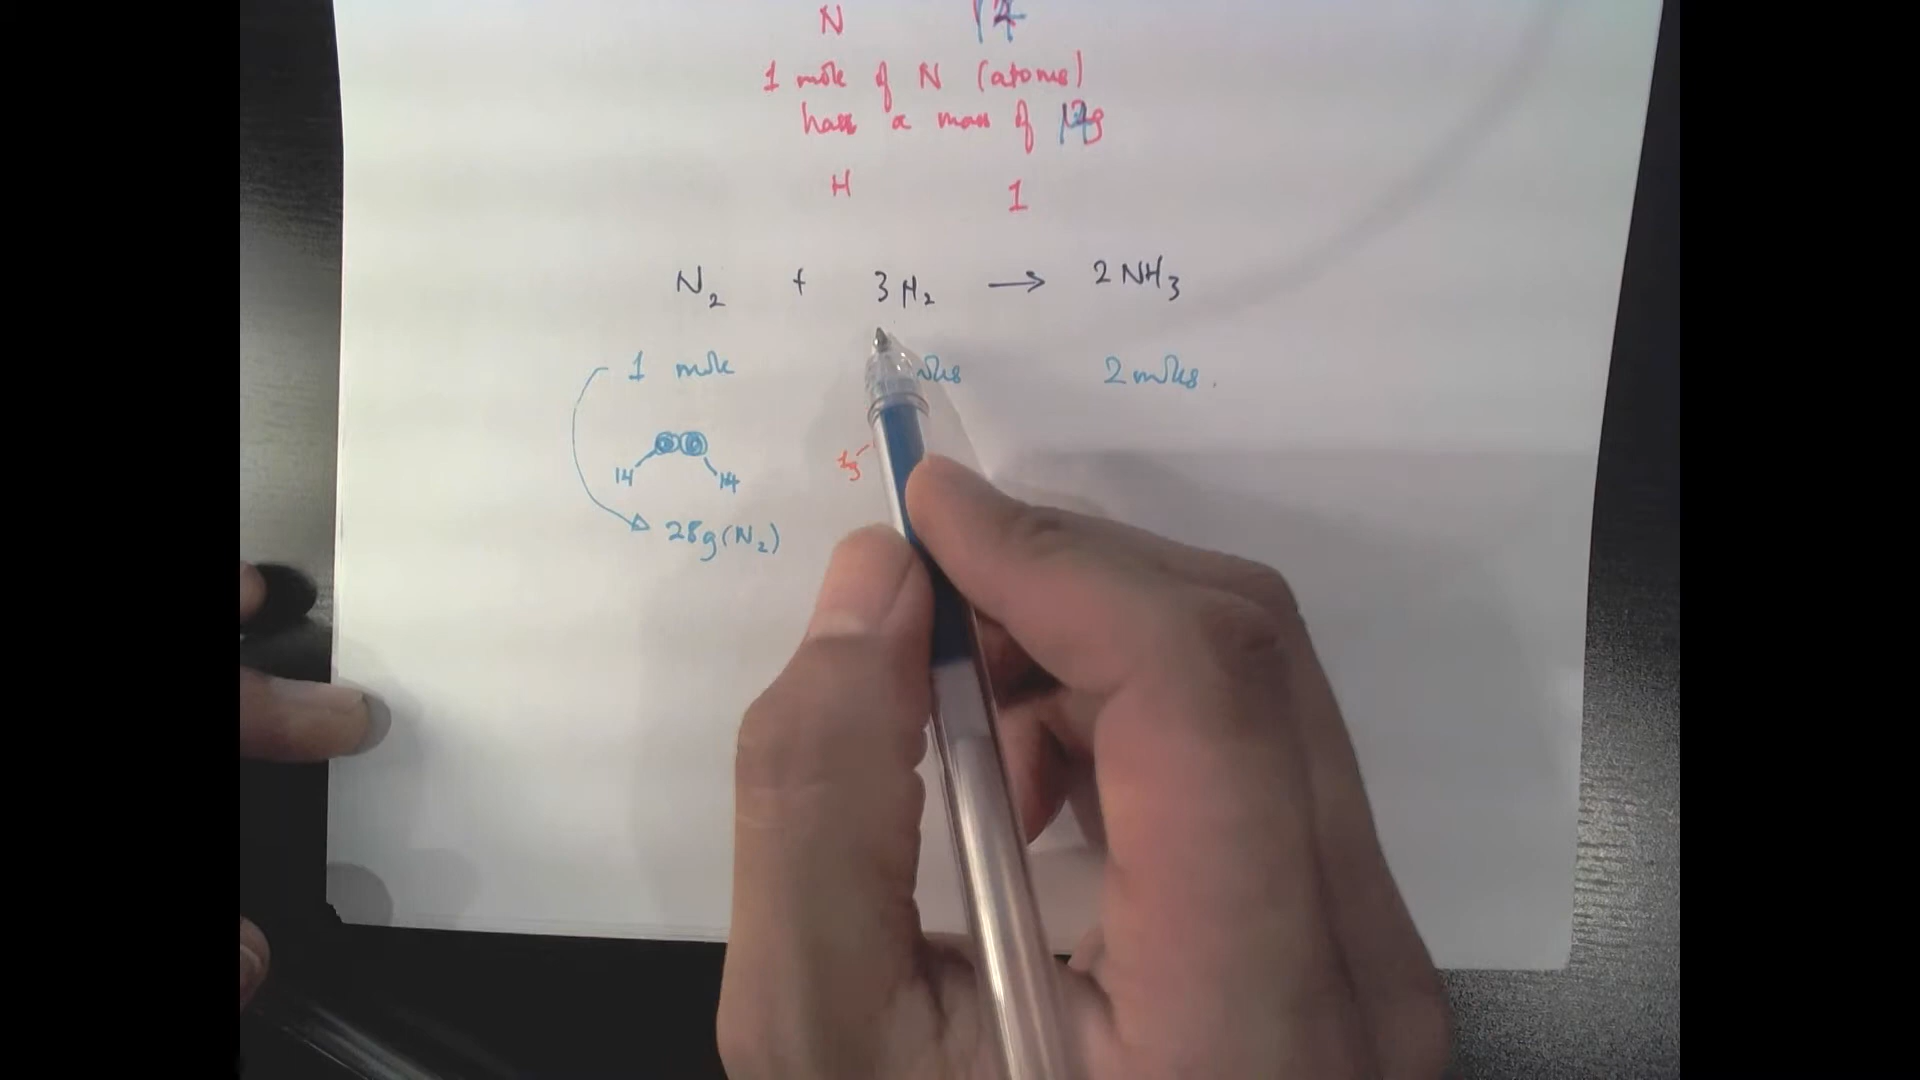 N 14
1 mole of N (atoms)
has a mass of 14g
H 1
N₂ + 3H₂ → 2NH₃
1 mole 2 moles.
14 14 1g
28g (N₂)